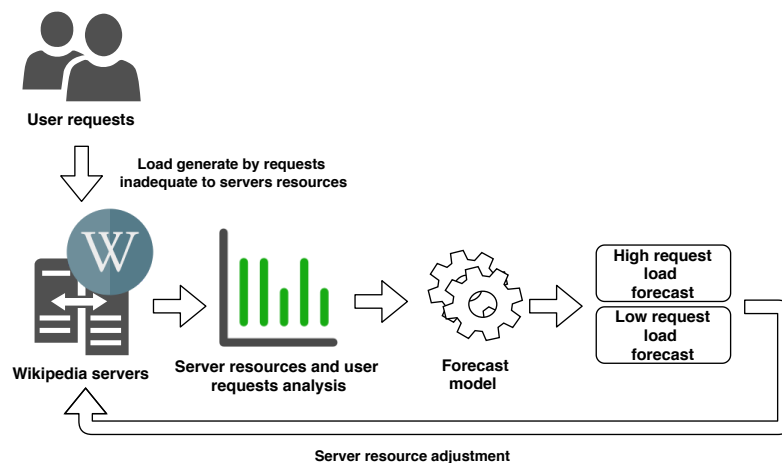 User requests
Load generate by requests
inadequate to servers resources
W
Wikipedia servers
Server resources and user
requests analysis
Forecast
model
High request
load
forecast
Low request
load
forecast
Server resource adjustment